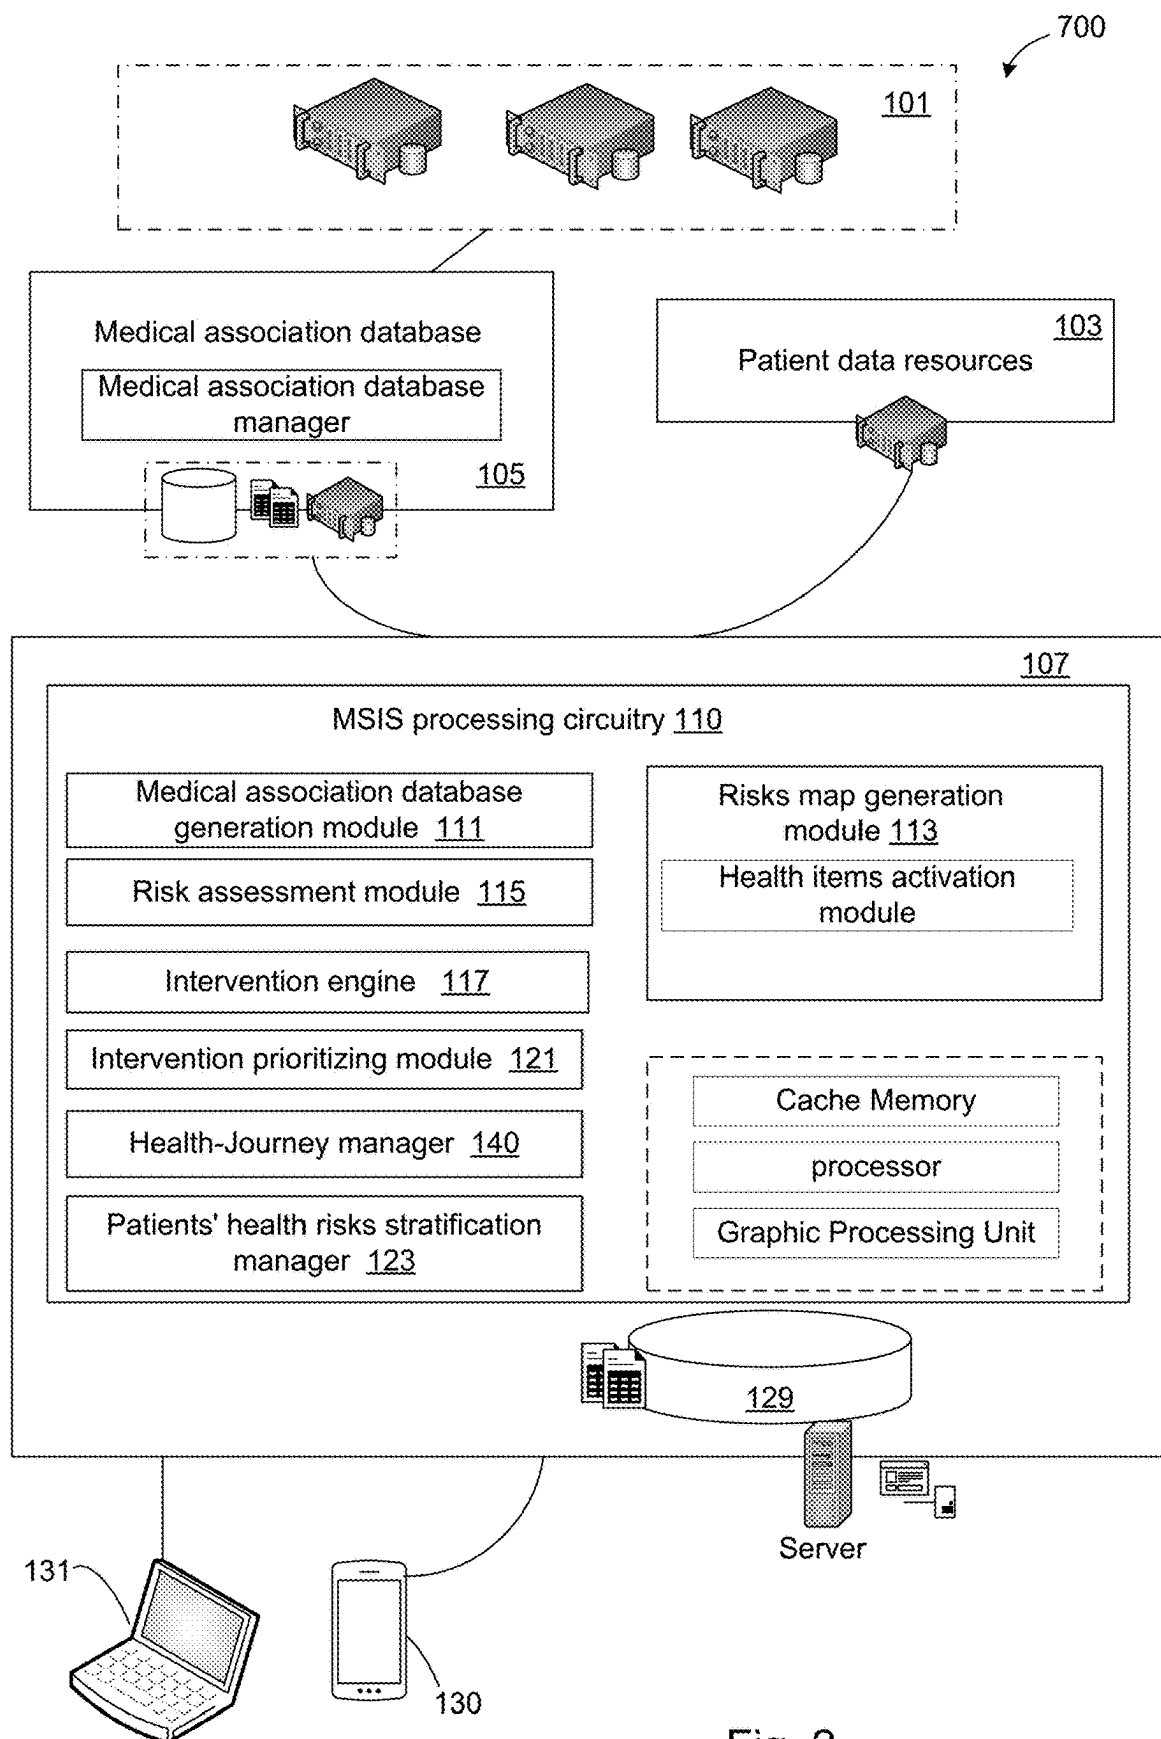 700
101
Medical association database
Medical association database
manager
105
103
Patient data resources
107
MSIS processing circuitry 110
Medical association database
generation module 111
Risk assessment module 115
Intervention engine 117
Intervention prioritizing module 121
Health-Journey manager 140
Patients' health risks stratification
manager 123
Risks map generation
module 113
Health items activation
module
Cache Memory
processor
Graphic Processing Unit
129
Server
131
130